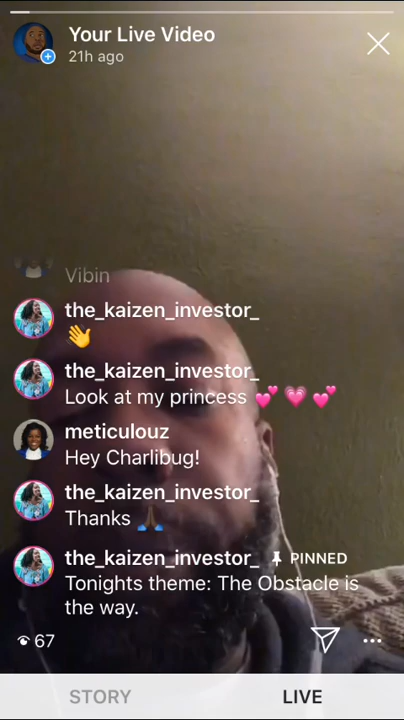 Your Live Video
21h ago
Vibin
the_kaizen_investor_
👋
the_kaizen_investor_
Look at my princess 💕 💗 💕
meticulouz
Hey Charlibug!
the_kaizen_investor_
Thanks 🙏🏾
the_kaizen_investor_ PINNED
Tonights theme: The Obstacle is
the way.
67
STORY LIVE